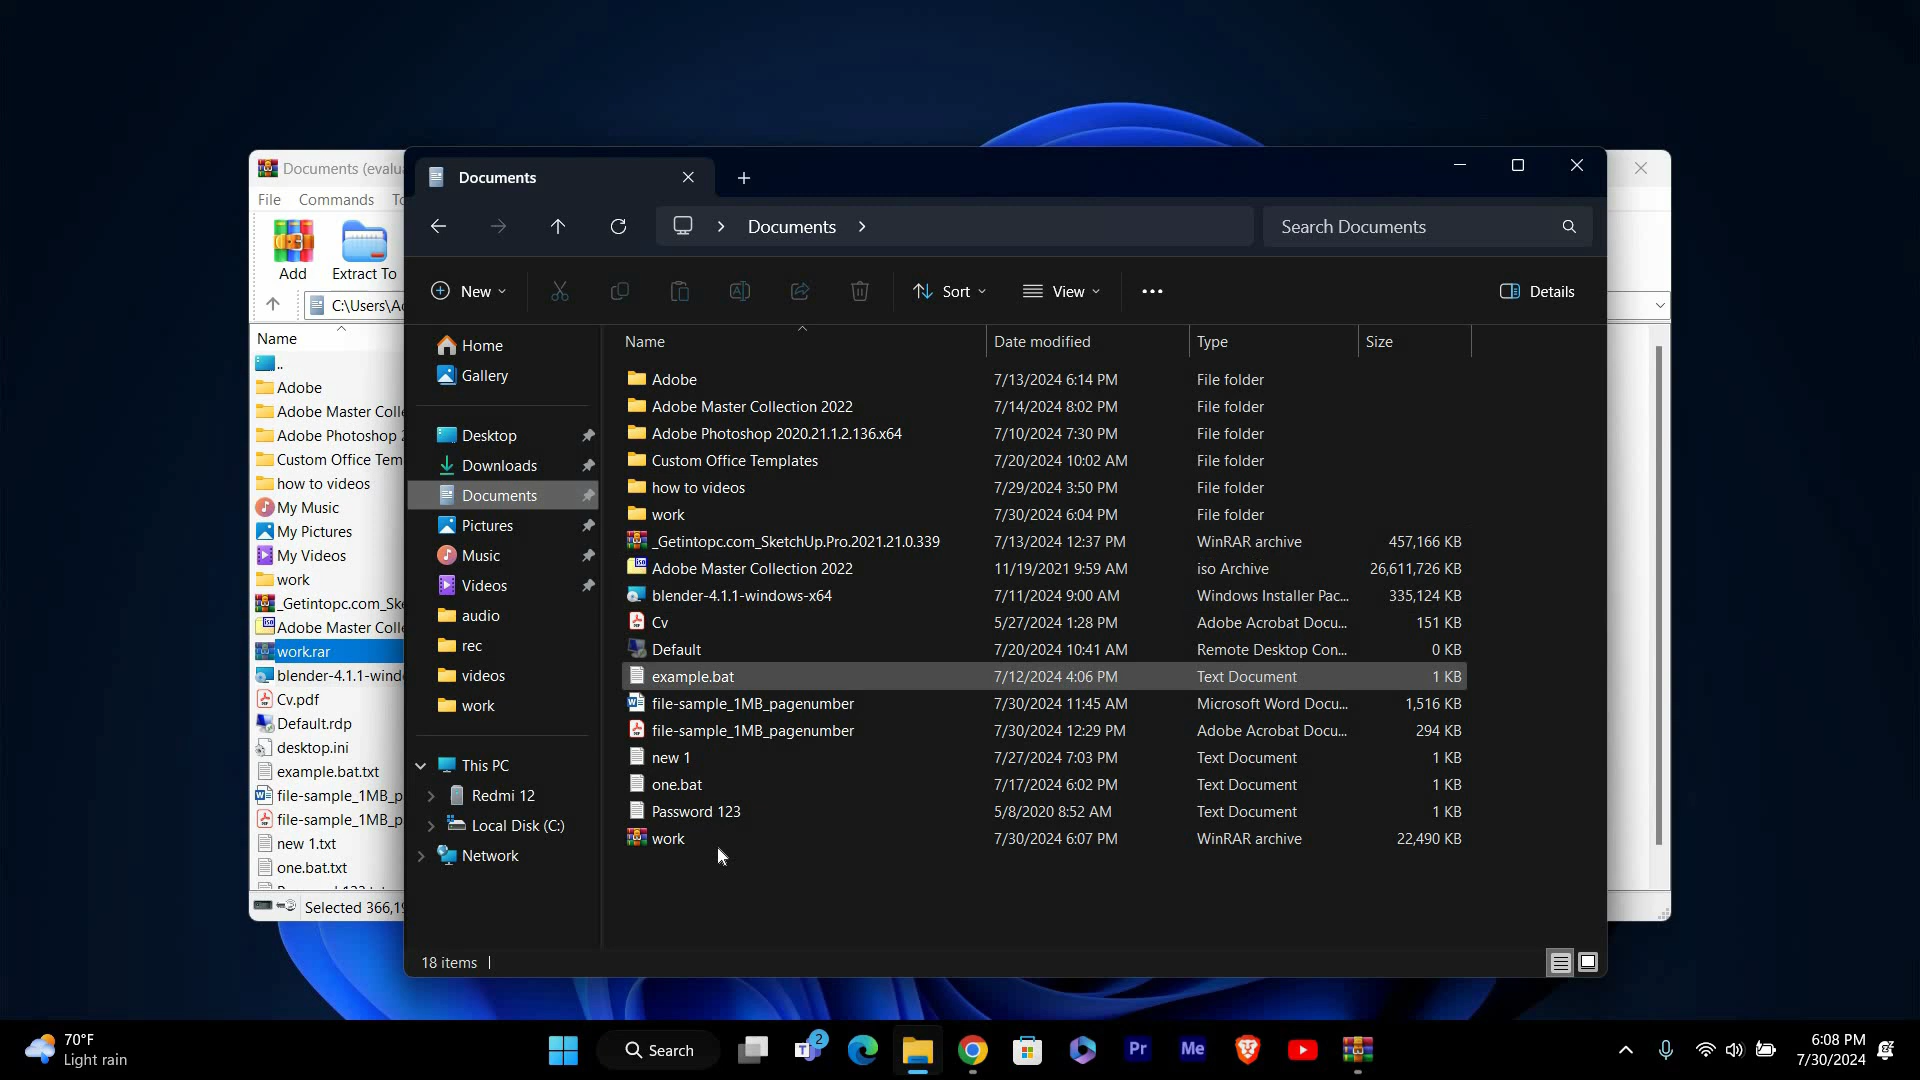 Documents (evalua
File Commands To
Add Extract To
C:\Users\Ad
Name
..
Adobe
Adobe Master Colle
Adobe Photoshop 2
Custom Office Tem
how to videos
My Music
My Pictures
My Videos
work
_Getintopc.com_Ske
Adobe Master Colle
work.rar
blender-4.1.1-windo
Cv.pdf
Default.rdp
desktop.ini
example.bat.txt
file-sample_1MB_p
file-sample_1MB_p
new 1.txt
one.bat.txt
Selected 366,19
Documents
Documents
Search Documents
New Sort View Details
Home
Gallery
Desktop
Downloads
Documents
Pictures
Music
Videos
audio
rec
videos
work
This PC
Redmi 12
Local Disk (C:)
Network
Name Date modified Type Size
Adobe 7/13/2024 6:14 PM File folder
Adobe Master Collection 2022 7/14/2024 8:02 PM File folder
Adobe Photoshop 2020.21.1.2.136.x64 7/10/2024 7:30 PM File folder
Custom Office Templates 7/20/2024 10:02 AM File folder
how to videos 7/29/2024 3:50 PM File folder
work 7/30/2024 6:04 PM File folder
_Getintopc.com_SketchUp.Pro.2021.21.0.339 7/13/2024 12:37 PM WinRAR archive 457,166 KB
Adobe Master Collection 2022 11/19/2021 9:59 AM iso Archive 26,611,726 KB
blender-4.1.1-windows-x64 7/11/2024 9:00 AM Windows Installer Pac... 335,124 KB
Cv 5/27/2024 1:28 PM Adobe Acrobat Docu... 151 KB
Default 7/20/2024 10:41 AM Remote Desktop Con... 0 KB
example.bat 7/12/2024 4:06 PM Text Document 1 KB
file-sample_1MB_pagenumber 7/30/2024 11:45 AM Microsoft Word Docu... 1,516 KB
file-sample_1MB_pagenumber 7/30/2024 12:29 PM Adobe Acrobat Docu... 294 KB
new 1 7/27/2024 7:03 PM Text Document 1 KB
one.bat 7/17/2024 6:02 PM Text Document 1 KB
Password 123 5/8/2020 8:52 AM Text Document 1 KB
work 7/30/2024 6:07 PM WinRAR archive 22,490 KB
18 items
70°F
Light rain
Search
2
Pr
Me
6:08 PM
7/30/2024